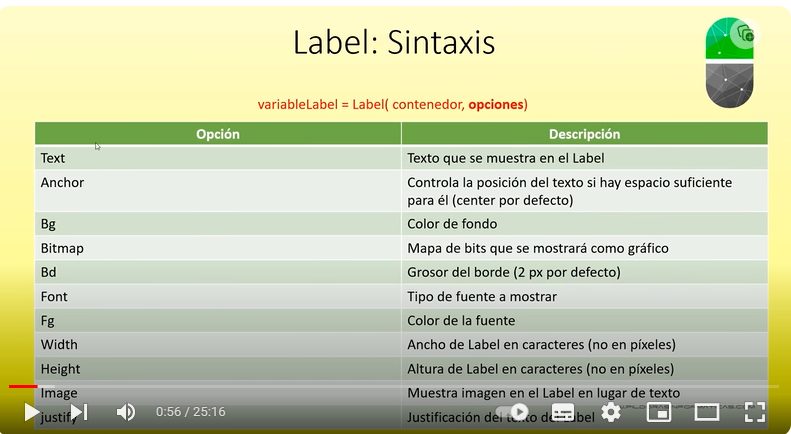 Label: Sintaxis
variableLabel = Label( contenedor, opciones)
Opción Descripción
Text Texto que se muestra en el Label
Anchor Controla la posición del texto si hay espacio suficiente
para él (center por defecto)
Bg Color de fondo
Bitmap Mapa de bits que se mostrará como gráfico
Bd Grosor del borde (2 px por defecto)
Font Tipo de fuente a mostrar
Fg Color de la fuente
Width Ancho de Label en caracteres (no en píxeles)
Height Altura de Label en caracteres (no en píxeles)
Image Muestra imagen en el Label en lugar de texto
justify Justificación del texto del Label
0:56 / 25:16